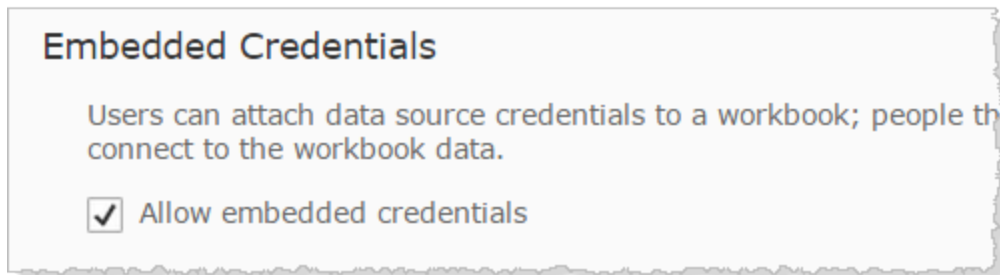 Embedded Credentials
Users can attach data source credentials to a workbook; people
connect to the workbook data.
Allow embedded credentials